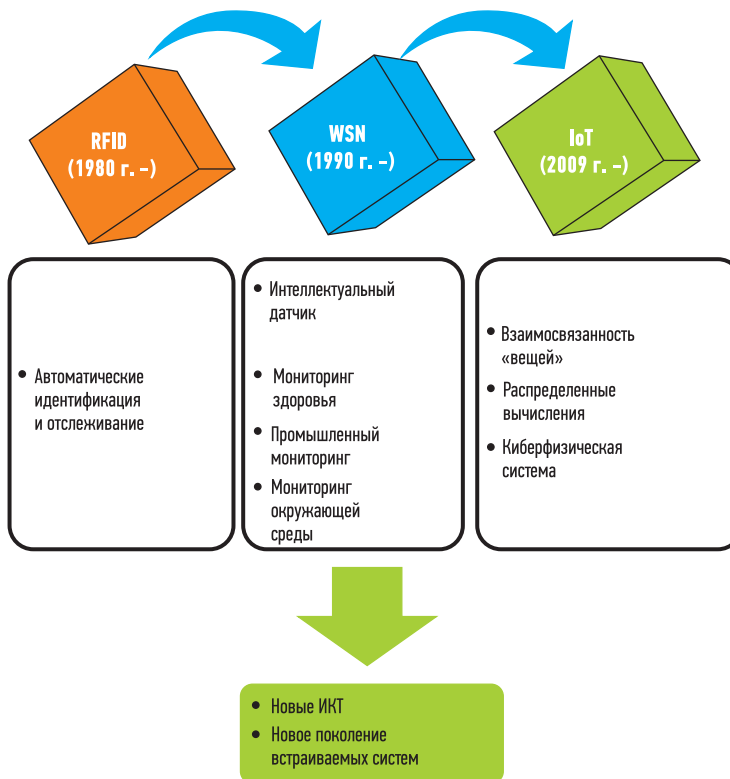 RFID
(1980 г. –)
WSN
(1990 г. –)
IoT
(2009 г. –)
• Автоматические
идентификация
и отслеживание
• Интеллектуальный
датчик
• Мониторинг
здоровья
• Промышленный
мониторинг
• Мониторинг
окружающей
среды
• Взаимосвязанность
«вещей»
• Распределенные
вычисления
• Киберфизическая
система
• Новые ИКТ
• Новое поколение
встраиваемых систем